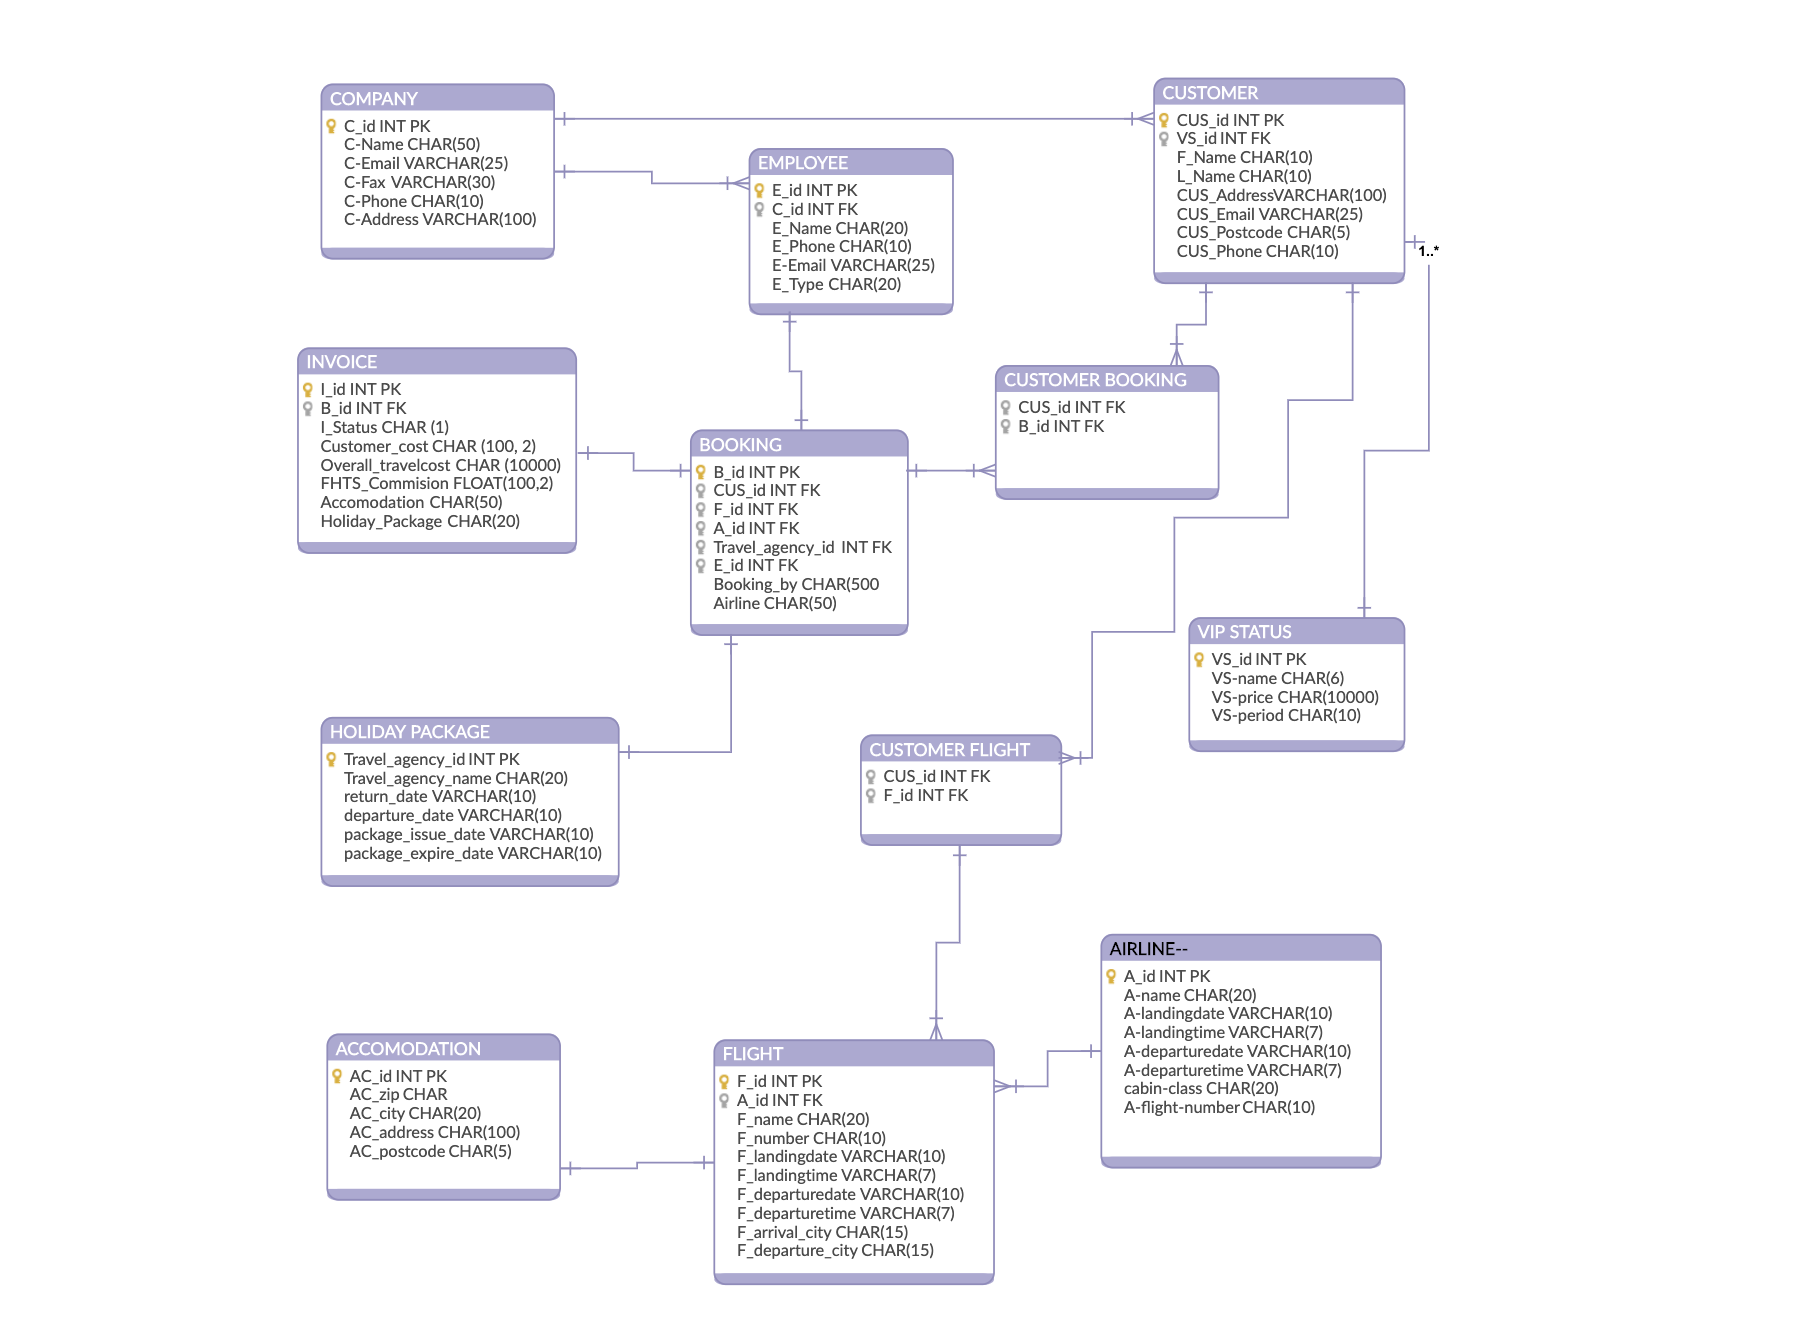 COMPANY
C_id INT PK
C-Name CHAR(50)
C-Email VARCHAR(25)
C-Fax VARCHAR(30)
C-Phone CHAR(10)
C-Address VARCHAR(100)
CUSTOMER
CUS_id INT PK
VS_id INT FK
F_Name CHAR(10)
L_Name CHAR(10)
CUS_AddressVARCHAR(100)
CUS_Email VARCHAR(25)
CUS_Postcode CHAR(5)
CUS_Phone CHAR(10)
1..*
EMPLOYEE
E_id INT PK
C_id INT FK
E_Name CHAR(20)
E_Phone CHAR(10)
E-Email VARCHAR(25)
E_Type CHAR(20)
INVOICE
I_id INT PK
B_id INT FK
I_Status CHAR (1)
Customer_cost CHAR (100, 2)
Overall_travelcost CHAR (10000)
FHTS_Commision FLOAT(100,2)
Accomodation CHAR(50)
Holiday_Package CHAR(20)
CUSTOMER BOOKING
CUS_id INT FK
B_id INT FK
BOOKING
B_id INT PK
CUS_id INT FK
F_id INT FK
A_id INT FK
Travel_agency_id INT FK
E_id INT FK
Booking_by CHAR(500
Airline CHAR(50)
VIP STATUS
VS_id INT PK
VS-name CHAR(6)
VS-price CHAR(10000)
VS-period CHAR(10)
HOLIDAY PACKAGE
Travel_agency_id INT PK
Travel_agency_name CHAR(20)
return_date VARCHAR(10)
departure_date VARCHAR(10)
package_issue_date VARCHAR(10)
package_expire_date VARCHAR(10)
CUSTOMER FLIGHT
CUS_id INT FK
F_id INT FK
AIRLINE--
A_id INT PK
A-name CHAR(20)
A-landingdate VARCHAR(10)
A-landingtime VARCHAR(7)
A-departuredate VARCHAR(10)
A-departuretime VARCHAR(7)
cabin-class CHAR(20)
A-flight-number CHAR(10)
ACCOMODATION
AC_id INT PK
AC_zip CHAR
AC_city CHAR(20)
AC_address CHAR(100)
AC_postcode CHAR(5)
FLIGHT
F_id INT PK
A_id INT FK
F_name CHAR(20)
F_number CHAR(10)
F_landingdate VARCHAR(10)
F_landingtime VARCHAR(7)
F_departuredate VARCHAR(10)
F_departuretime VARCHAR(7)
F_arrival_city CHAR(15)
F_departure_city CHAR(15)